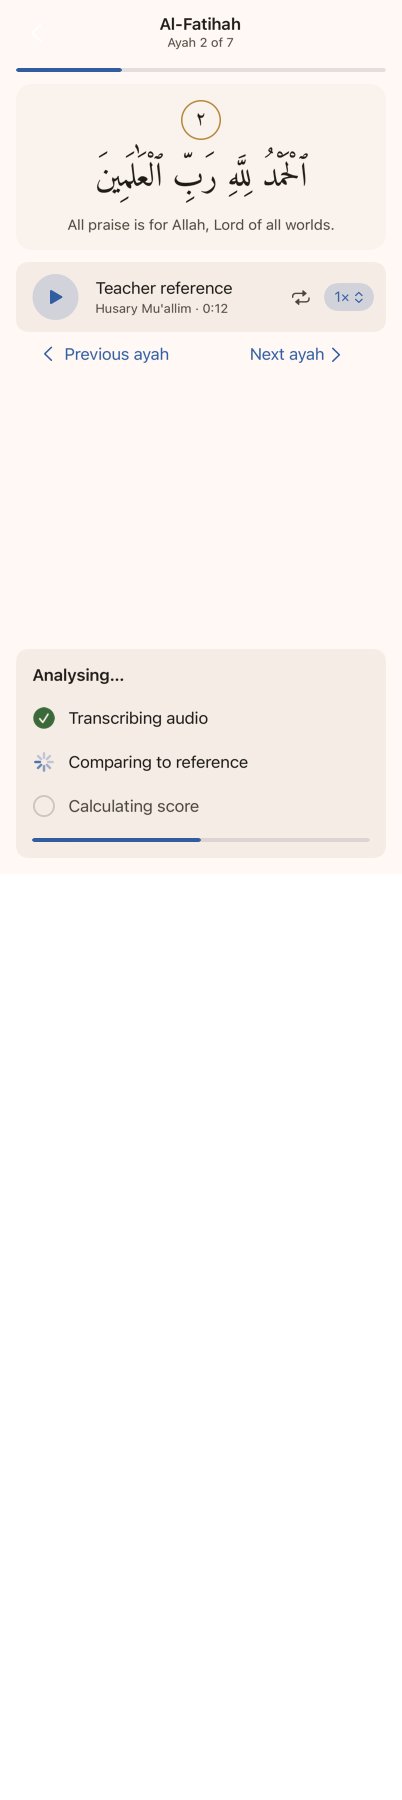 Al-Fatihah
Ayah 2 of 7
٢
ٱلْحَمْدُ لِلَّهِ رَبِّ ٱلْعَٰلَمِينَ
All praise is for Allah, Lord of all worlds.
Teacher reference
1×
Husary Mu'allim · 0:12
Previous ayah
Next ayah
Analysing...
Transcribing audio
Comparing to reference
Calculating score